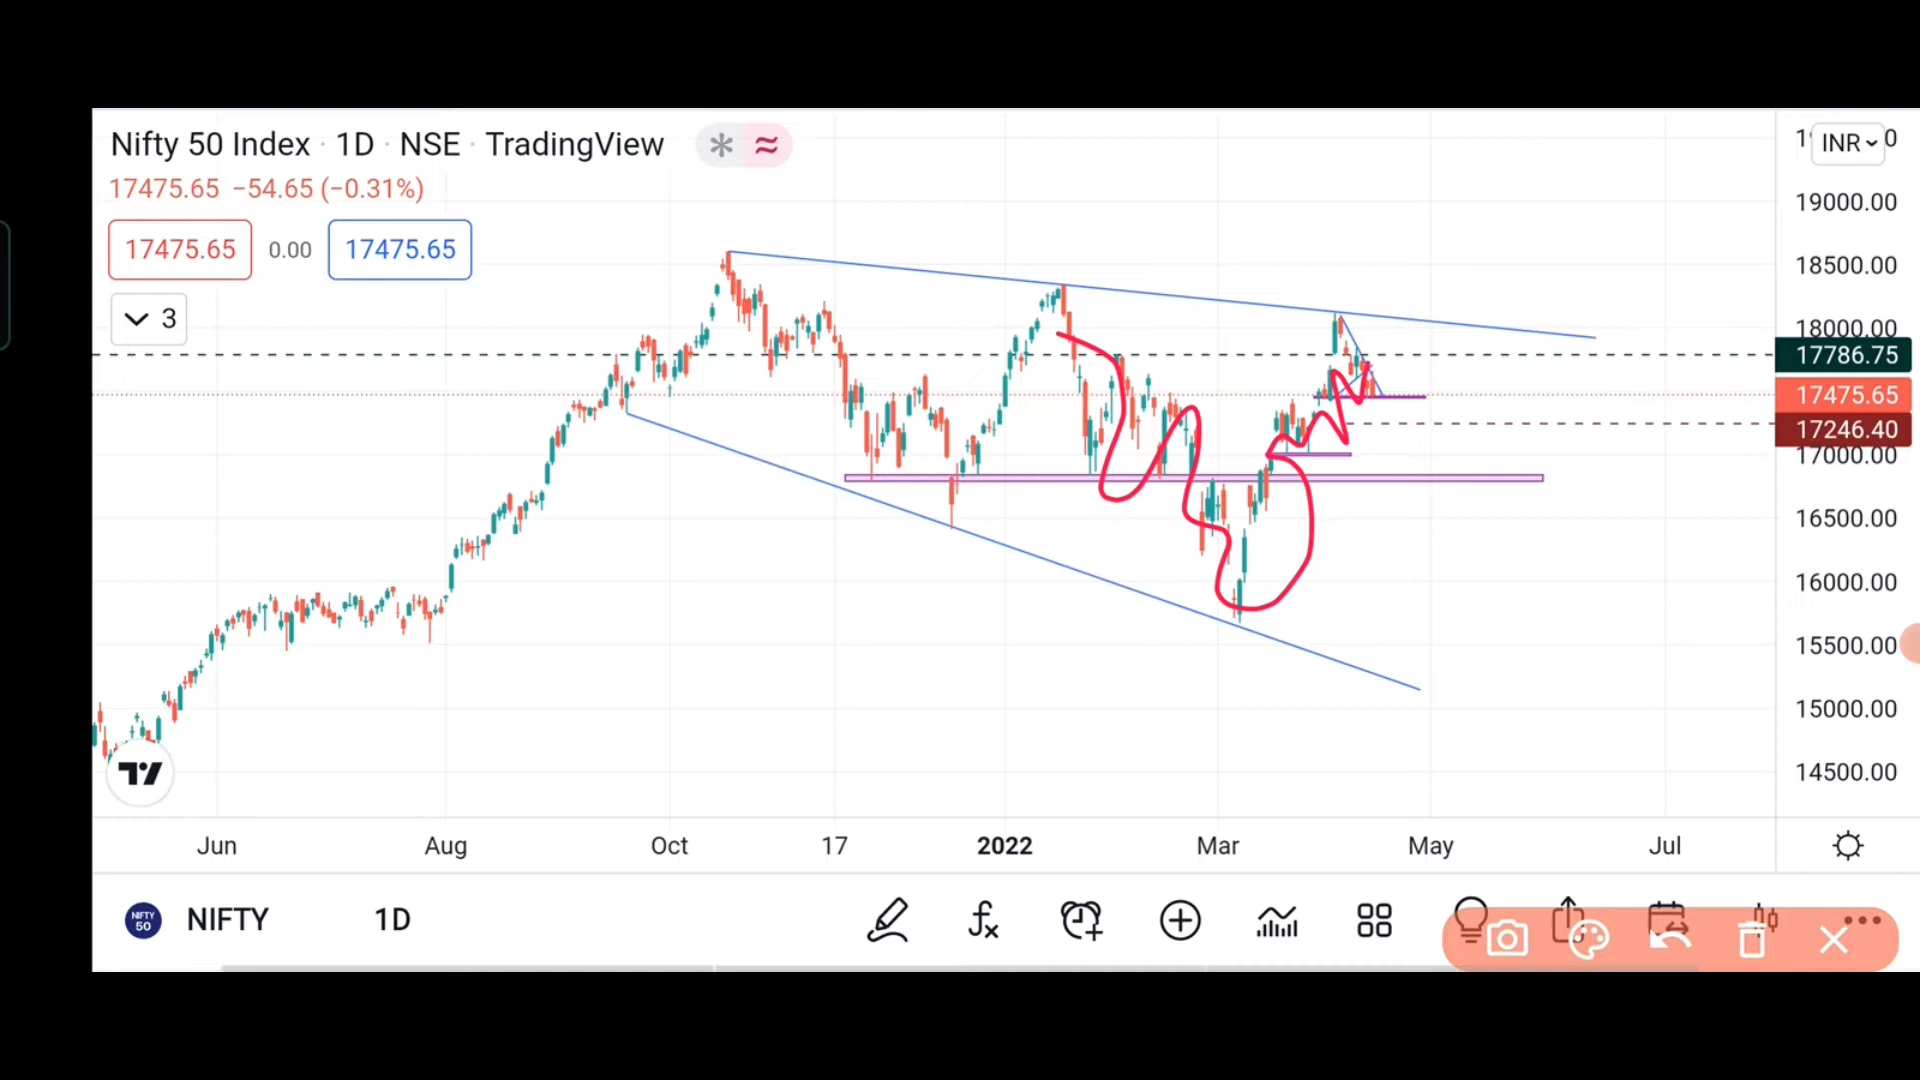 Nifty 50 Index · 1D · NSE · TradingView
17475.65 −54.65 (−0.31%)
17475.65 0.00 17475.65
3
INR
19000.00
18500.00
18000.00
17786.75
17475.65
17246.40
17000.00
16500.00
16000.00
15500.00
15000.00
14500.00
Jun Aug Oct 17 2022 Mar May Jul
NIFTY 50 NIFTY 1D